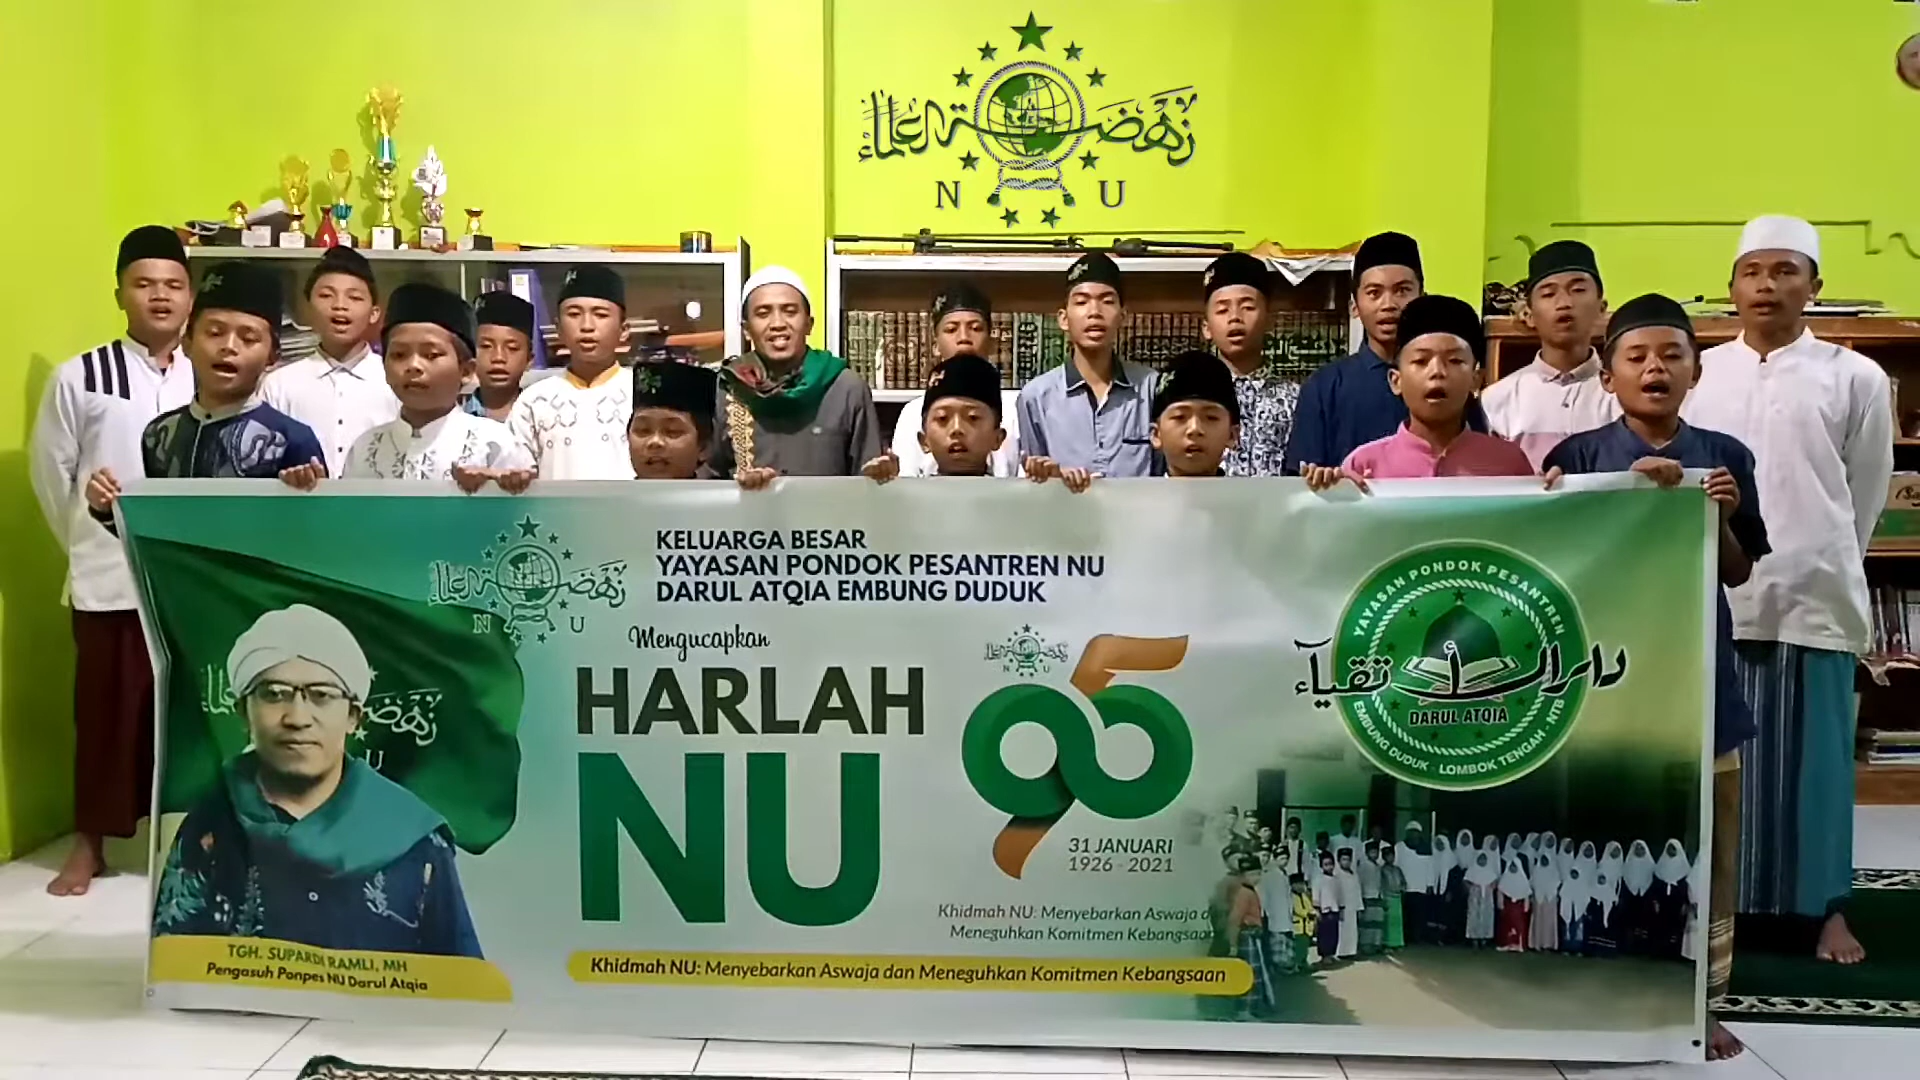 نهضة العلماء
N U
KELUARGA BESAR
YAYASAN PONDOK PESANTREN NU
DARUL ATQIA EMBUNG DUDUK
نهضة العلماء
N U
Mengucapkan
HARLAH
NU
N U
95
31 JANUARI
1926 - 2021
Khidmah NU: Menyebarkan Aswaja d
Meneguhkan Komitmen Kebangsaan
Khidmah NU: Menyebarkan Aswaja dan Meneguhkan Komitmen Kebangsaan
TGH. SUPARDI RAMLI, MH
Pengasuh Ponpes NU Darul Atqia
YAYASAN PONDOK PESANTREN
دار الأتقياء
DARUL ATQIA
EMBUNG DUDUK - LOMBOK TENGAH - NTB